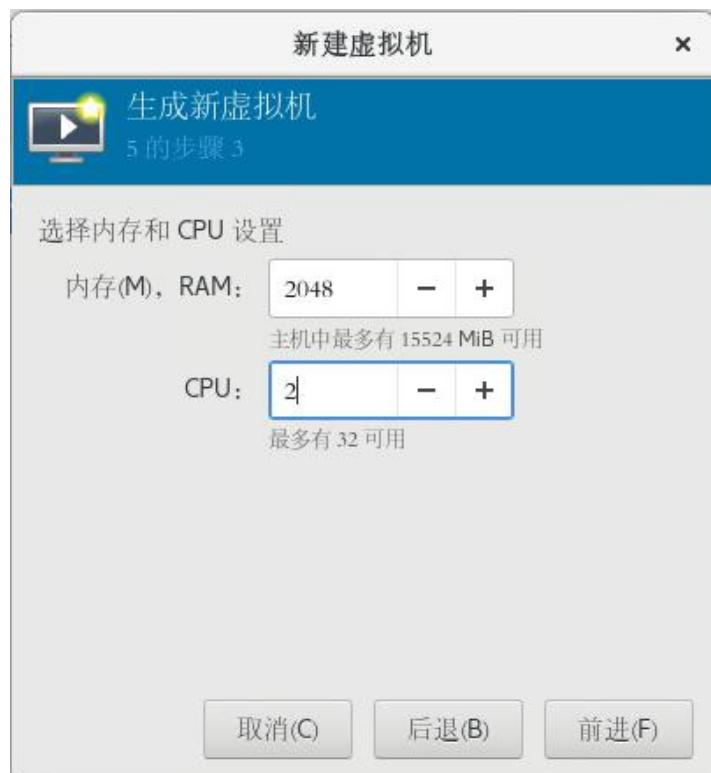 新建虚拟机 ×
生成新虚拟机
5 的步骤 3
选择内存和 CPU 设置
内存(M)，RAM： 2048 − +
主机中最多有 15524 MiB 可用
CPU： 2 − +
最多有 32 可用
取消(C) 后退(B) 前进(F)